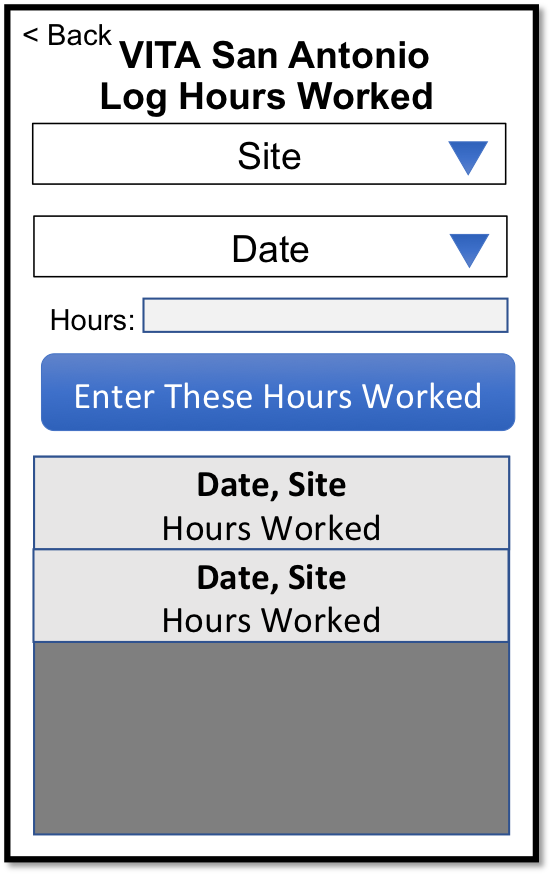 < Back
VITA San Antonio
Log Hours Worked
Site
Date
Hours:
Enter These Hours Worked
Date, Site
Hours Worked
Date, Site
Hours Worked